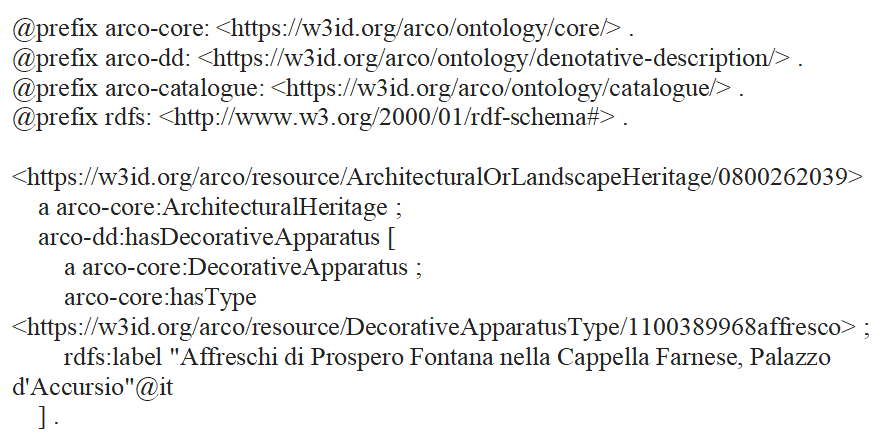 @prefix arco-core: <https://w3id.org/arco/ontology/core/> .
@prefix arco-dd: <https://w3id.org/arco/ontology/denotative-description/> .
@prefix arco-catalogue: <https://w3id.org/arco/ontology/catalogue/> .
@prefix rdfs: <http://www.w3.org/2000/01/rdf-schema#> .

<https://w3id.org/arco/resource/ArchitecturalOrLandscapeHeritage/0800262039>
    a arco-core:ArchitecturalHeritage ;
    arco-dd:hasDecorativeApparatus [
        a arco-core:DecorativeApparatus ;
        arco-core:hasType
<https://w3id.org/arco/resource/DecorativeApparatusType/1100389968affresco> ;
        rdfs:label "Affreschi di Prospero Fontana nella Cappella Farnese, Palazzo
d'Accursio"@it
    ] .